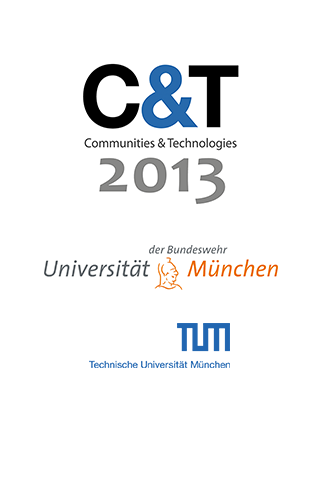 C&T
Communities & Technologies
2013
der Bundeswehr
Universität München
TUM
Technische Universität München